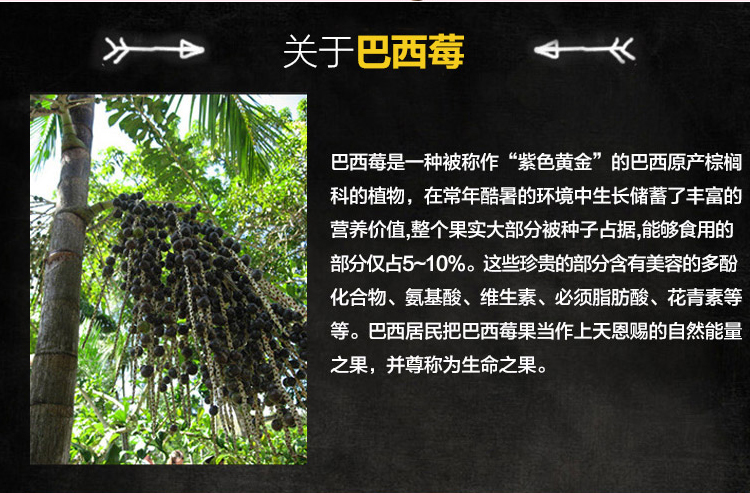 关于巴西莓
巴西莓是一种被称作“紫色黄金”的巴西原产棕榈
科的植物，在常年酷暑的环境中生长储蓄了丰富的
营养价值,整个果实大部分被种子占据,能够食用的
部分仅占5~10%。这些珍贵的部分含有美容的多酚
化合物、氨基酸、维生素、必须脂肪酸、花青素等
等。巴西居民把巴西莓果当作上天恩赐的自然能量
之果，并尊称为生命之果。